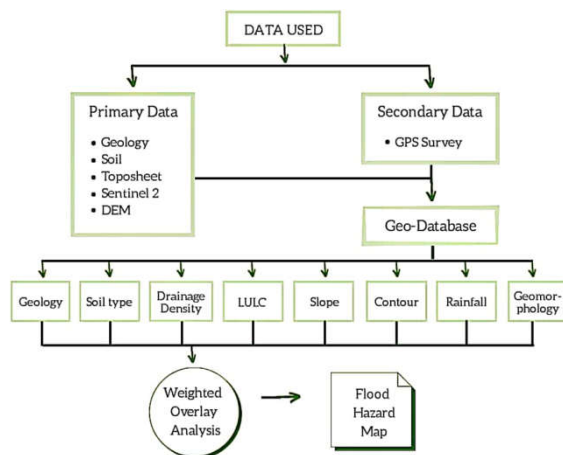 DATA USED
Primary Data
• Geology
• Soil
• Toposheet
• Sentinel 2
• DEM
Secondary Data
• GPS Survey
Geo-Database
Geology
Soil type
Drainage
Density
LULC
Slope
Contour
Rainfall
Geomor-
phology
Weighted
Overlay
Analysis
Flood
Hazard
Map